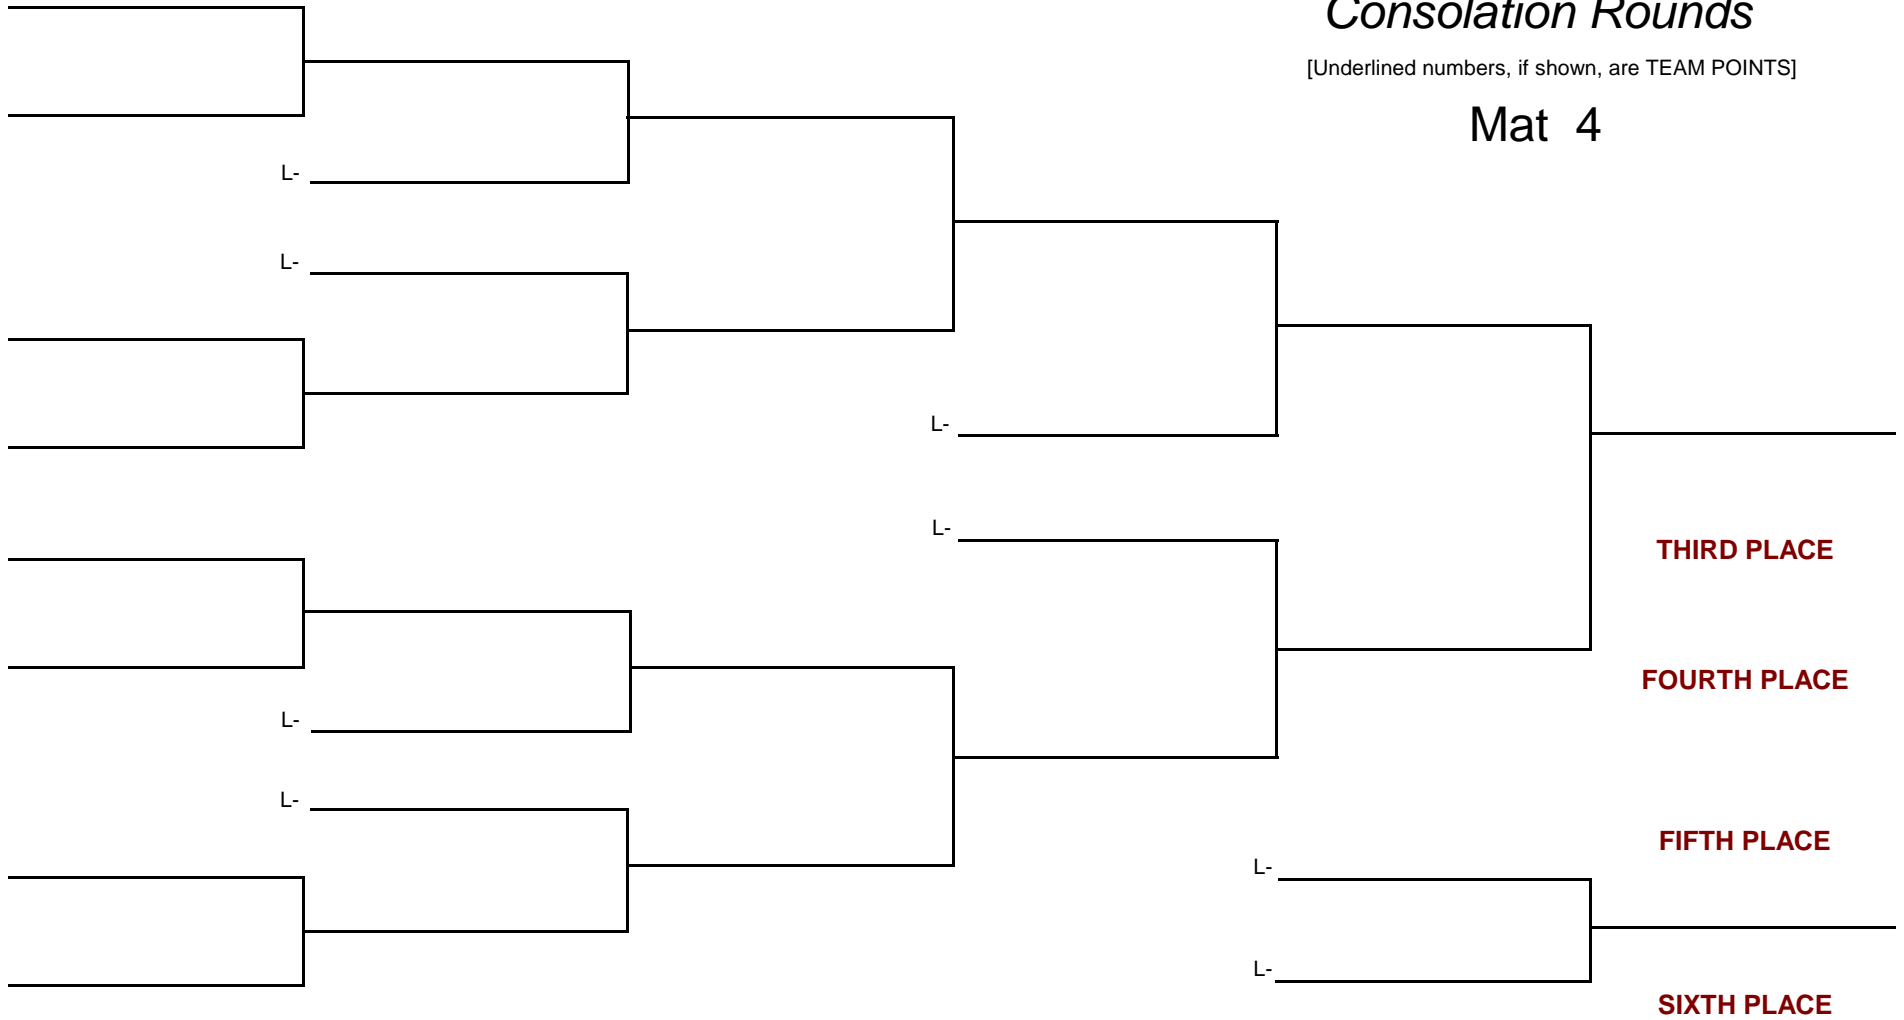 Consolation Rounds
[Underlined numbers, if shown, are TEAM POINTS]
Mat 4
L-
L-
L-
L-
THIRD PLACE
FOURTH PLACE
L-
L-
FIFTH PLACE
L-
L-
SIXTH PLACE